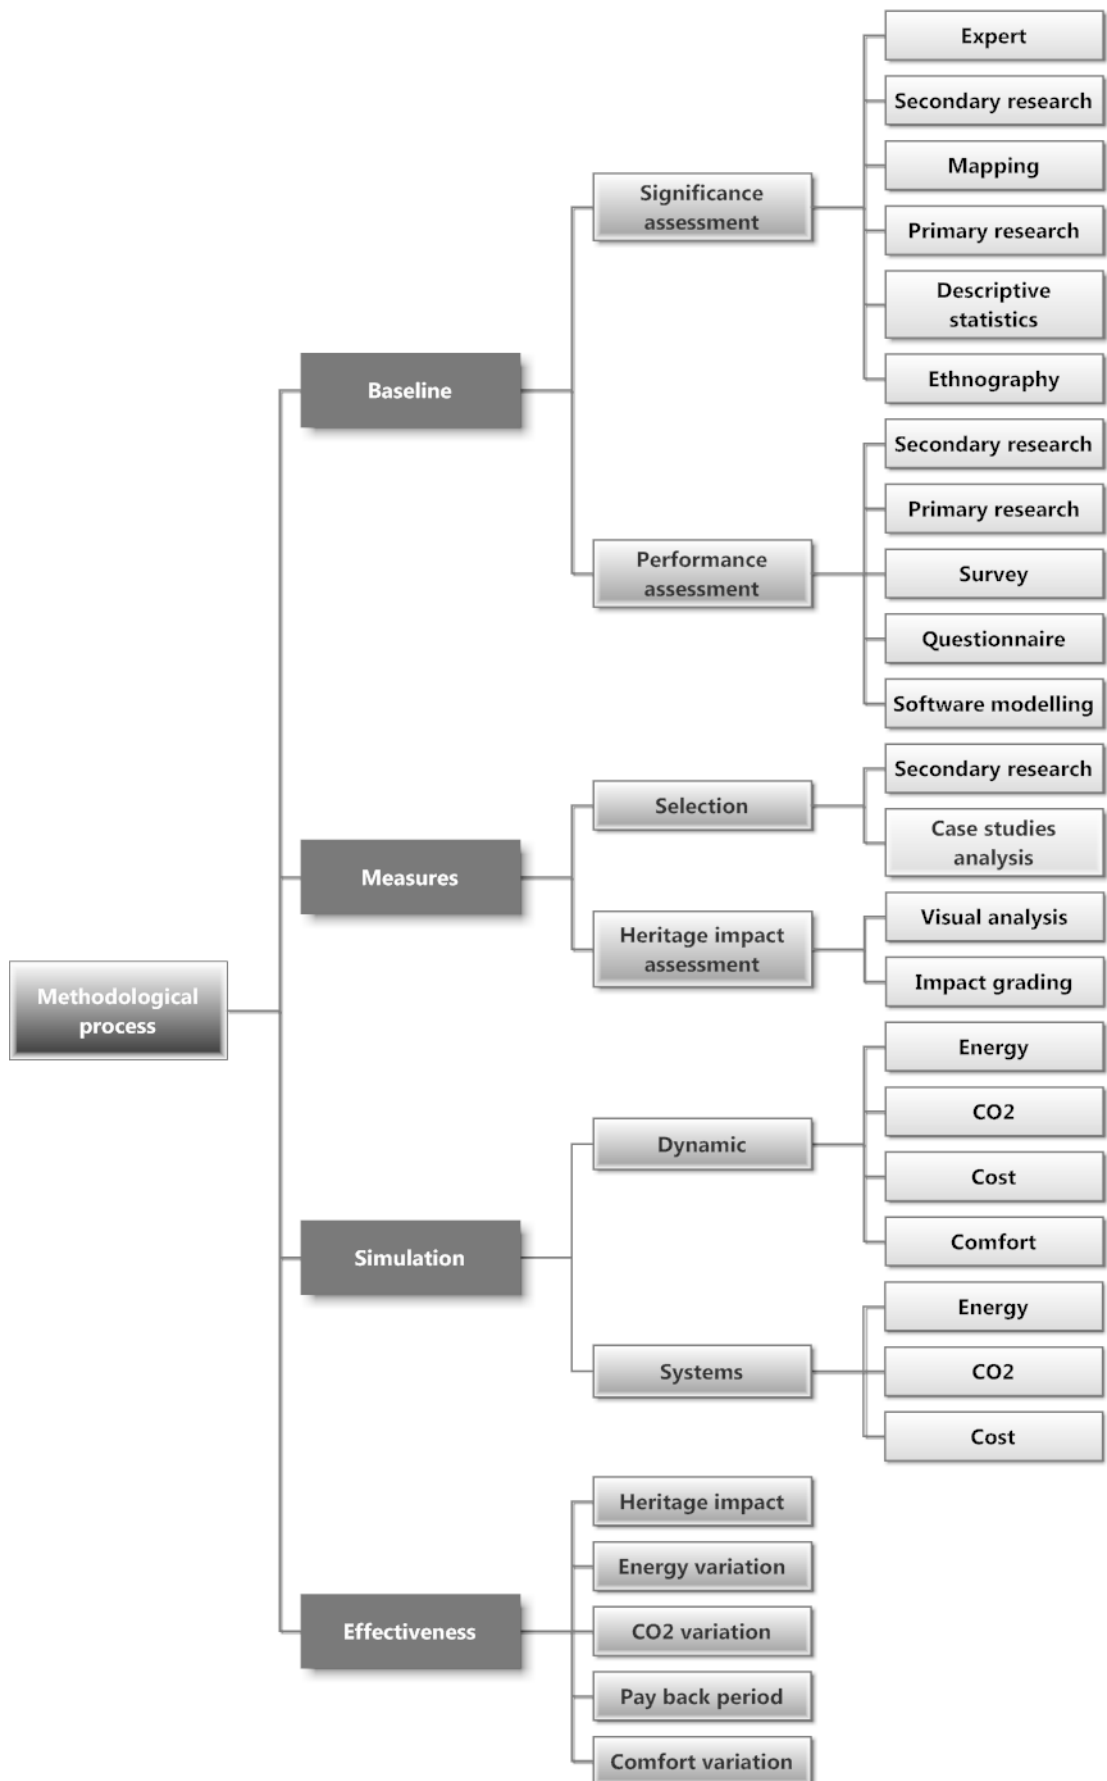 Methodological
process
Baseline
Significance
assessment
Expert
Secondary research
Mapping
Primary research
Descriptive
statistics
Ethnography
Performance
assessment
Secondary research
Primary research
Survey
Questionnaire
Software modelling
Measures
Selection
Secondary research
Case studies
analysis
Heritage impact
assessment
Visual analysis
Impact grading
Simulation
Dynamic
Energy
CO2
Cost
Comfort
Systems
Energy
CO2
Cost
Effectiveness
Heritage impact
Energy variation
CO2 variation
Pay back period
Comfort variation